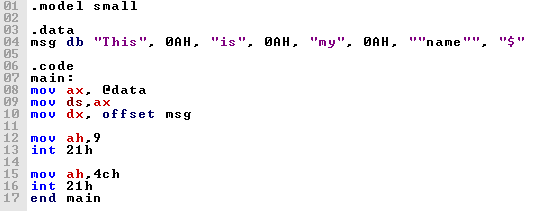 01 .model small
02
03 .data
04 msg db "This", 0AH, "is", 0AH, "my", 0AH, ""name"", "$"
05
06 .code
07 main:
08 mov ax, @data
09 mov ds,ax
10 mov dx, offset msg
11
12 mov ah,9
13 int 21h
14
15 mov ah,4ch
16 int 21h
17 end main